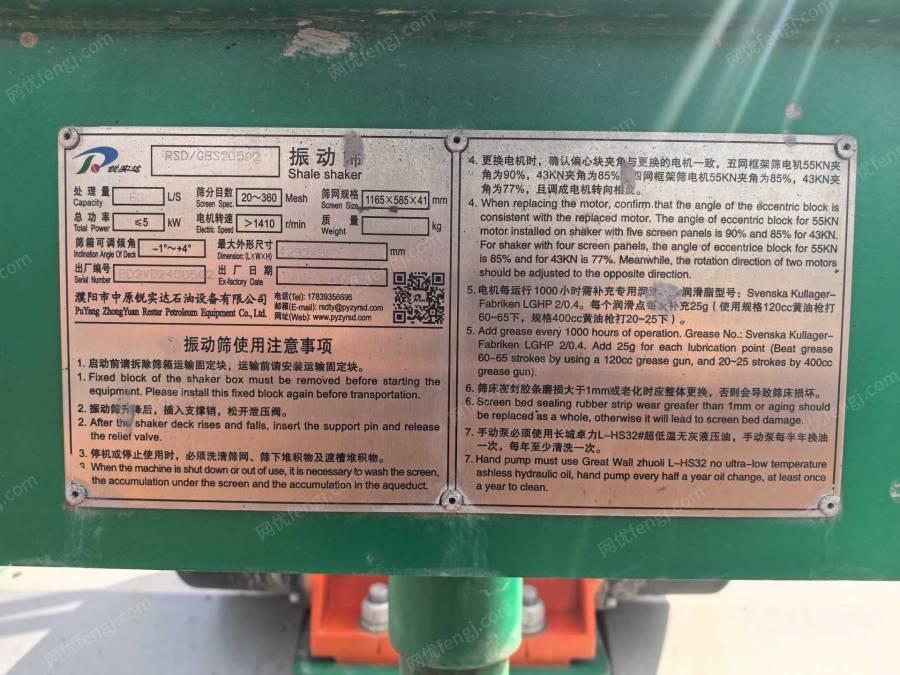 锐实达
RSD/GBS205Q2
振动筛
Shale shaker
处理量 L/S
Screen Capacity
筛分目数 20~360 Mesh
Screen Spec.
筛网规格 1165×585×41 mm
Screen Size
总功率 ≤5 kW
Total Power
电机转速 >1410 r/min
Electric Speed
质量 kg
Weight
筛箱可调倾角 -1°~+4°
Inclination Angle Of Deck
最大外形尺寸 mm
Dimension: (L×W×H)
出厂编号
Serial Number
出厂日期
Ex-factory Date
濮阳市中原锐实达石油设备有限公司
PuYang ZhongYuan Restar Petroleum Equipment Co., Ltd.
电话(Tel): 17839356696
邮箱(E-mail): rscty@pyzyrsd.com
网址(Web): www.pyzyrsd.com
振动筛使用注意事项
1. 启动前请拆除筛箱运输固定块，运输前请安装运输固定块。
1. Fixed block of the shaker box must be removed before starting the
equipment. Please install this fixed block again before transportation.
2. 振动筛升降后，插入支撑销，松开泄压阀。
2. After the shaker deck rises and falls, insert the support pin and release
the relief valve.
3. 停机或停止使用时，必须洗清筛网、筛下堆积物及渡槽堆积物。
3. When the machine is shut down or out of use, it is necessary to wash the screen,
the accumulation under the screen and the accumulation in the aqueduct.
4. 更换电机时，确认偏心块夹角与更换的电机一致，五网框架筛电机55KN夹
角为90%，43KN夹角为85%，四网框架筛电机55KN夹角为85%，43KN夹
角为77%，且调成电机转向相反。
4. When replacing the motor, confirm that the angle of the eccentric block is
consistent with the replaced motor. The angle of eccentric block for 55KN
motor installed on shaker with five screen panels is 90% and 85% for 43KN.
For shaker with four screen panels, the angle of eccentrice block for 55KN
is 85% and for 43KN is 77%. Meanwhile, the rotation direction of two motors
should be adjusted to the opposite direction.
5. 电机每运行1000小时需补充专用润 润滑脂型号：Svenska Kullager-
Fabriken LGHP 2/0.4。每个润滑点 补充25g（使用规格120cc黄油枪打
60~65下，规格400cc黄油枪打20~25下）。
5. Add grease every 1000 hours of operation. Grease No.: Svenska Kullager-
Fabriken LGHP 2/0.4. Add 25g for each lubrication point (Beat grease
60~65 strokes by using a 120cc grease gun, and 20~25 strokes by 400cc
grease gun).
6. 筛床密封胶条磨损大于1mm或老化时应整体更换，否则会导致筛床损坏。
6. Screen bed sealing rubber strip wear greater than 1mm or aging should
be replaced as a whole, otherwise it will lead to screen bed damage.
7. 手动泵必须使用长城卓力L-HS32#超低温无灰液压油，手动泵每半年换油
一次，每年至少清洗一次。
7. Hand pump must use Great Wall zhuoli L-HS32 no ultra-low temperature
ashless hydraulic oil, hand pump every half a year oil change, at least once
a year to clean.
网优fengj.com